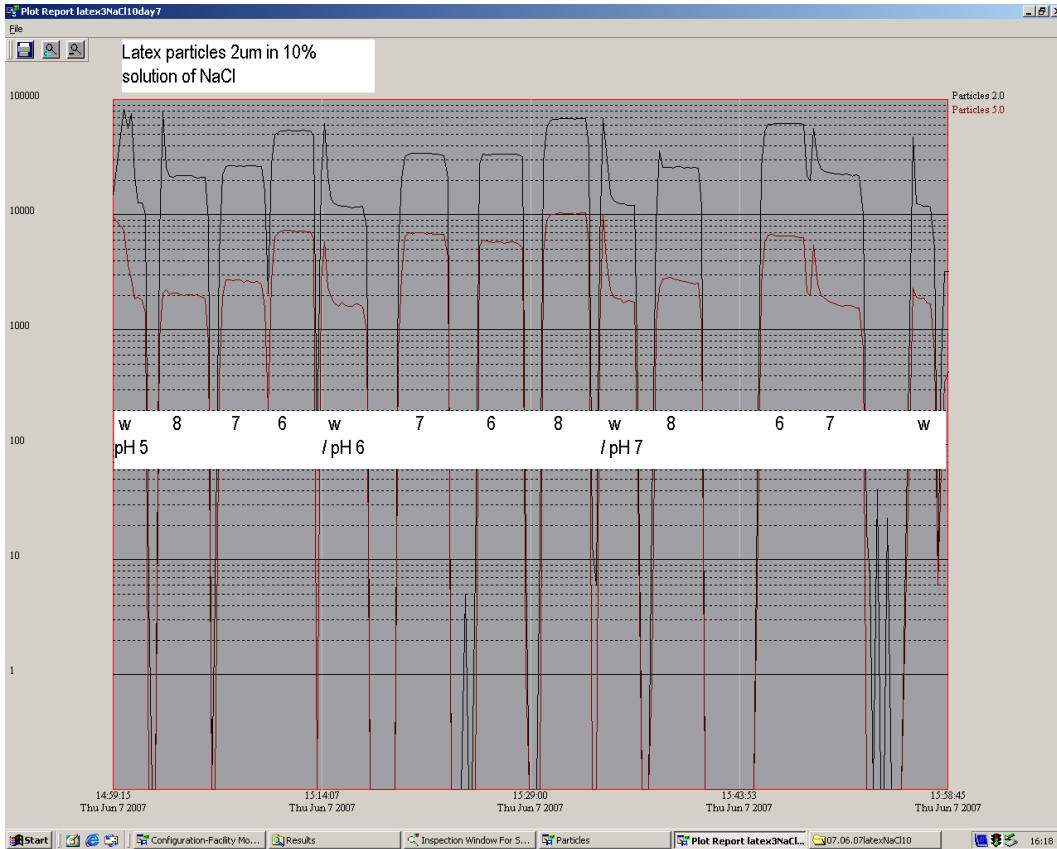 Plot Report latex3NaCl10day7
File
Latex particles 2um in 10%
solution of NaCl
100000
Particles 2.0
Particles 5.0
10000
1000
w 8 7 6 w 7 6 8 w 8 6 7 w
pH 5 / pH 6 / pH 7
100
10
1
14:59:15 15:14:07 15:29:00 15:43:53 15:58:45
Thu Jun 7 2007 Thu Jun 7 2007 Thu Jun 7 2007 Thu Jun 7 2007 Thu Jun 7 2007
Start Configuration-Facility Mo... Results Inspection Window For S... Particles Plot Report latex3NaCl... 07.06.07latexNaCl10 16:18